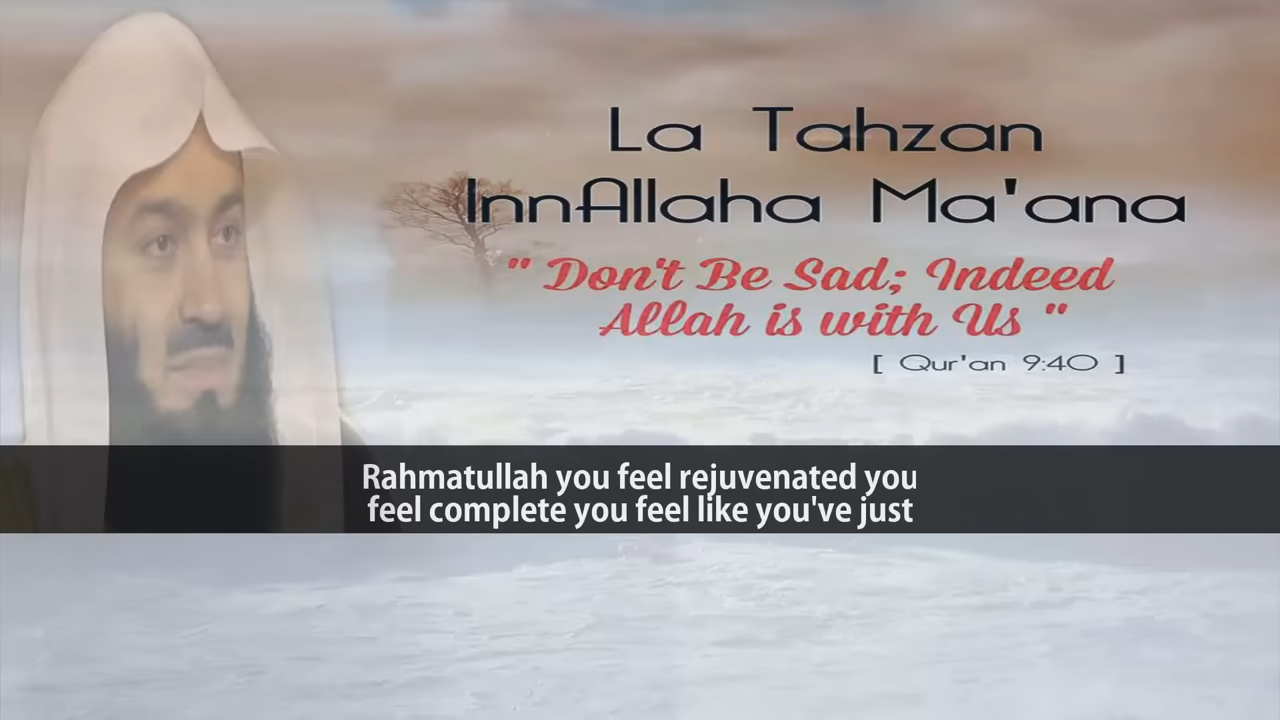 La Tahzan
InnAllaha Ma'ana
" Don't Be Sad; Indeed
Allah is with Us "
[ Qur'an 9:40 ]
Rahmatullah you feel rejuvenated you
feel complete you feel like you've just